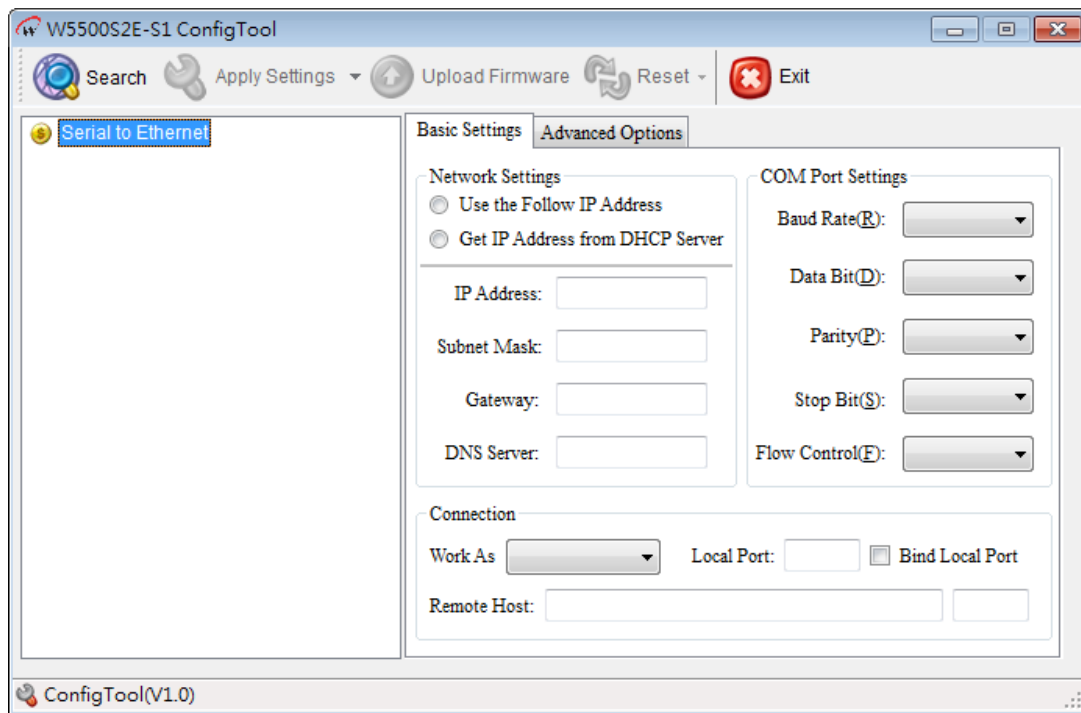 W5500S2E-S1 ConfigTool
Search Apply Settings Upload Firmware Reset Exit
Serial to Ethernet
Basic Settings Advanced Options
Network Settings
Use the Follow IP Address
Get IP Address from DHCP Server
IP Address:
Subnet Mask:
Gateway:
DNS Server:
COM Port Settings
Baud Rate(R):
Data Bit(D):
Parity(P):
Stop Bit(S):
Flow Control(F):
Connection
Work As Local Port: Bind Local Port
Remote Host:
ConfigTool(V1.0)